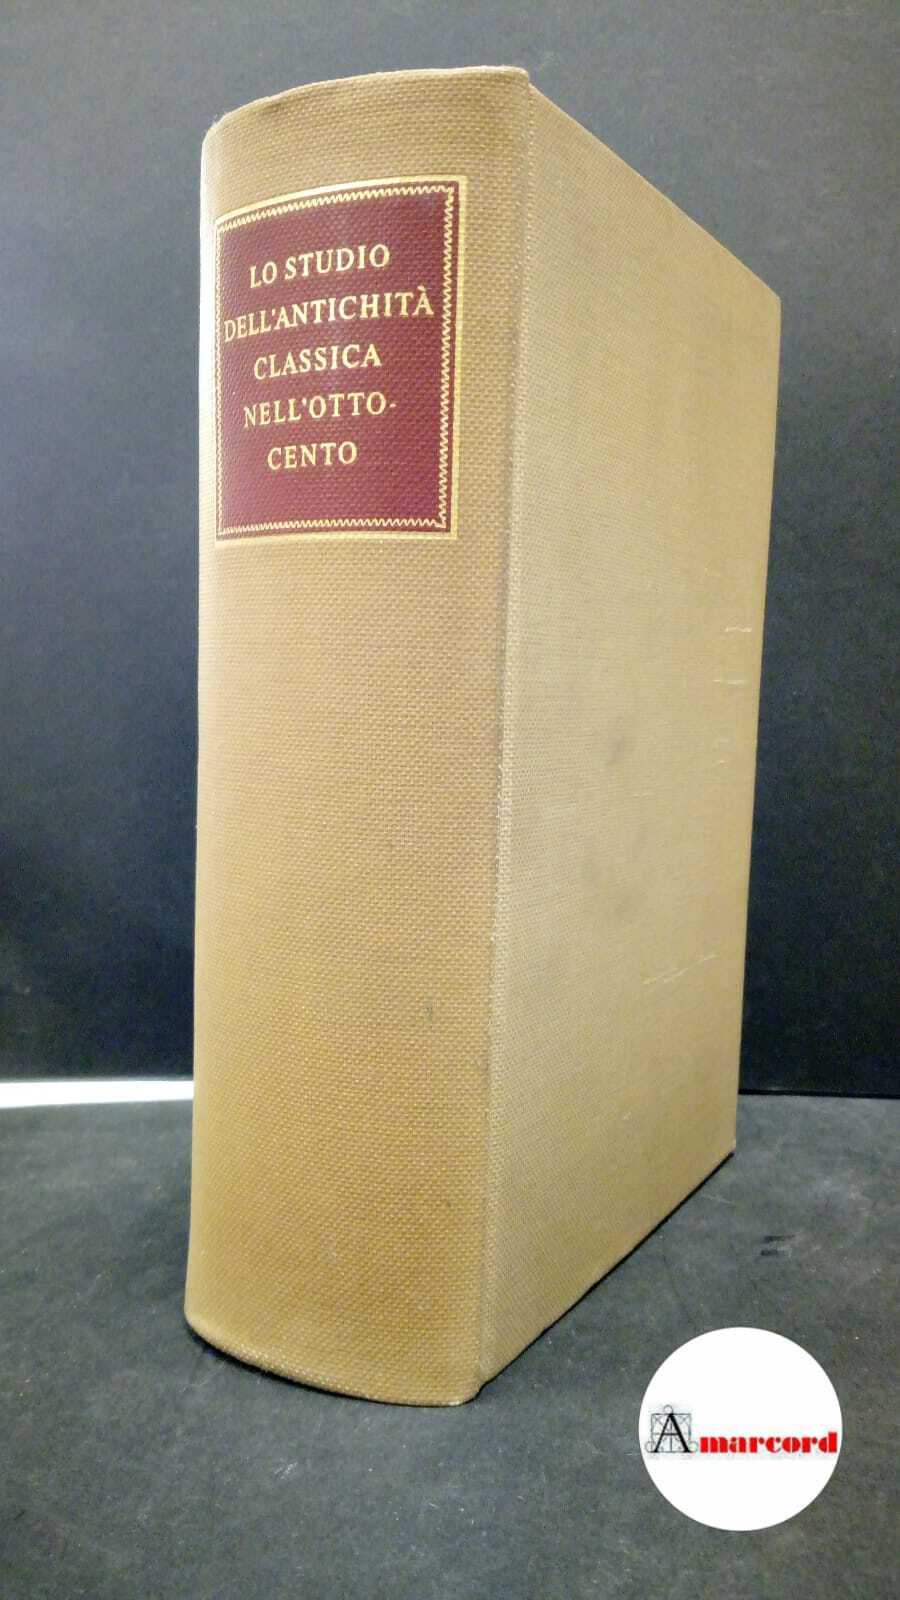 LO STUDIO
DELL'ANTICHITÀ
CLASSICA
NELL'OTTO-
CENTO
Amarcord